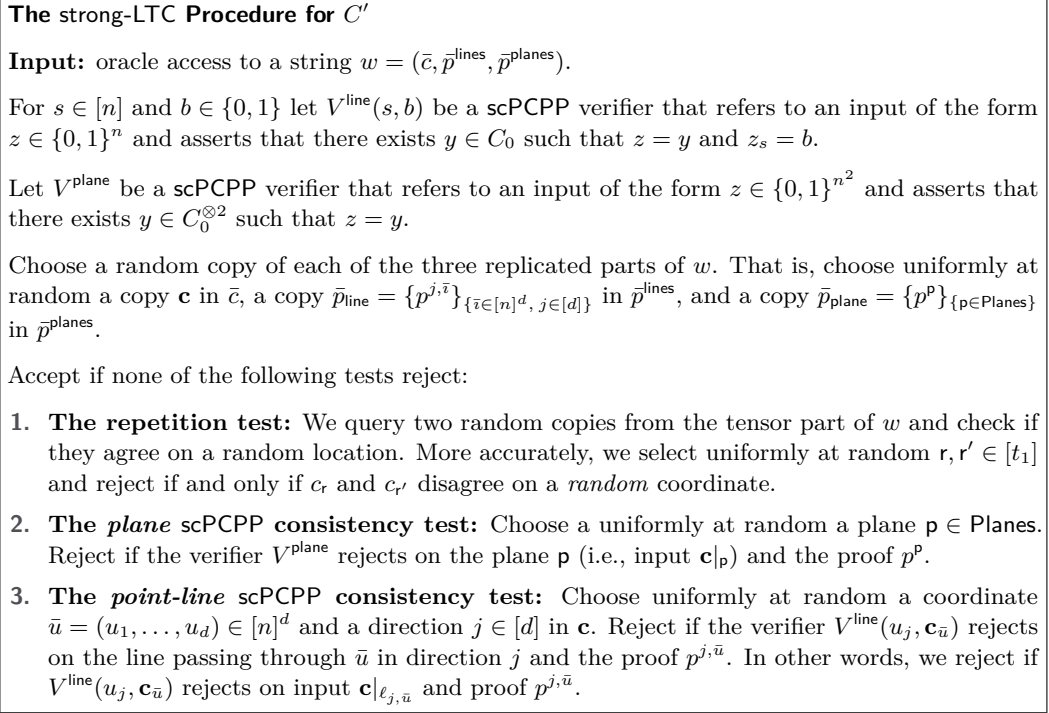 The strong-LTC Procedure for C′
Input: oracle access to a string w = (c̄, p̄^lines, p̄^planes).
For s ∈ [n] and b ∈ {0, 1} let V^line(s, b) be a scPCPP verifier that refers to an input of the form
z ∈ {0, 1}^n and asserts that there exists y ∈ C_0 such that z = y and z_s = b.
Let V^plane be a scPCPP verifier that refers to an input of the form z ∈ {0, 1}^{n^2} and asserts that
there exists y ∈ C_0^{⊗2} such that z = y.
Choose a random copy of each of the three replicated parts of w. That is, choose uniformly at
random a copy c in c̄, a copy p̄_line = {p^{j,ī}}_{{ī∈[n]^d, j∈[d]}} in p̄^lines, and a copy p̄_plane = {p^p}_{{p∈Planes}}
in p̄^planes.
Accept if none of the following tests reject:
1. The repetition test: We query two random copies from the tensor part of w and check if
they agree on a random location. More accurately, we select uniformly at random r, r′ ∈ [t_1]
and reject if and only if c_r and c_{r′} disagree on a random coordinate.
2. The plane scPCPP consistency test: Choose a uniformly at random a plane p ∈ Planes.
Reject if the verifier V^plane rejects on the plane p (i.e., input c|_p) and the proof p^p.
3. The point-line scPCPP consistency test: Choose uniformly at random a coordinate
ū = (u_1, . . . , u_d) ∈ [n]^d and a direction j ∈ [d] in c. Reject if the verifier V^line(u_j, c_ū) rejects
on the line passing through ū in direction j and the proof p^{j,ū}. In other words, we reject if
V^line(u_j, c_ū) rejects on input c|_{ℓ_{j,ū}} and proof p^{j,ū}.